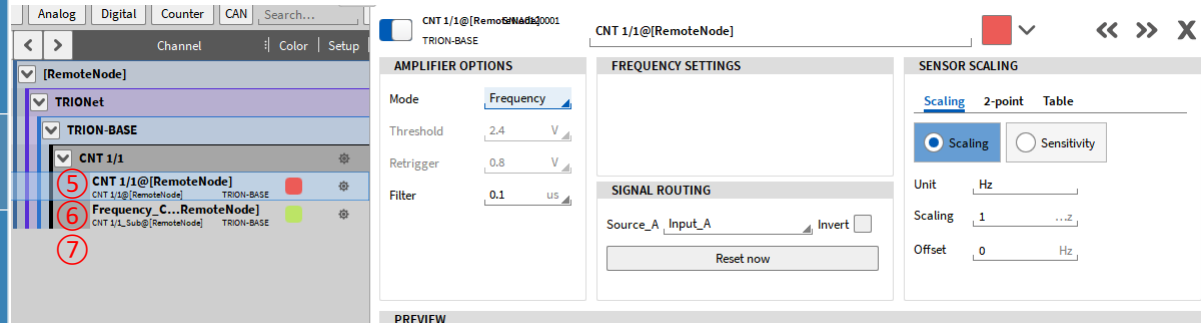 Analog Digital Counter CAN Search...
Channel Color Setup
[RemoteNode]
TRIONet
TRION-BASE
CNT 1/1
⑤ CNT 1/1@[RemoteNode]
CNT 1/1@[RemoteNode] TRION-BASE
⑥ Frequency_C...RemoteNode]
CNT 1/1_Sub@[RemoteNode] TRION-BASE
⑦
TRION-BASE
CNT 1/1@[RemoteNode]
X
AMPLIFIER OPTIONS
Mode Frequency
Threshold 2.4 V
Retrigger 0.8 V
Filter 0.1 us
FREQUENCY SETTINGS
SIGNAL ROUTING
Source_A Input_A Invert
Reset now
SENSOR SCALING
Scaling 2-point Table
Scaling Sensitivity
Unit Hz
Scaling 1 ...z
Offset 0 Hz
PREVIEW